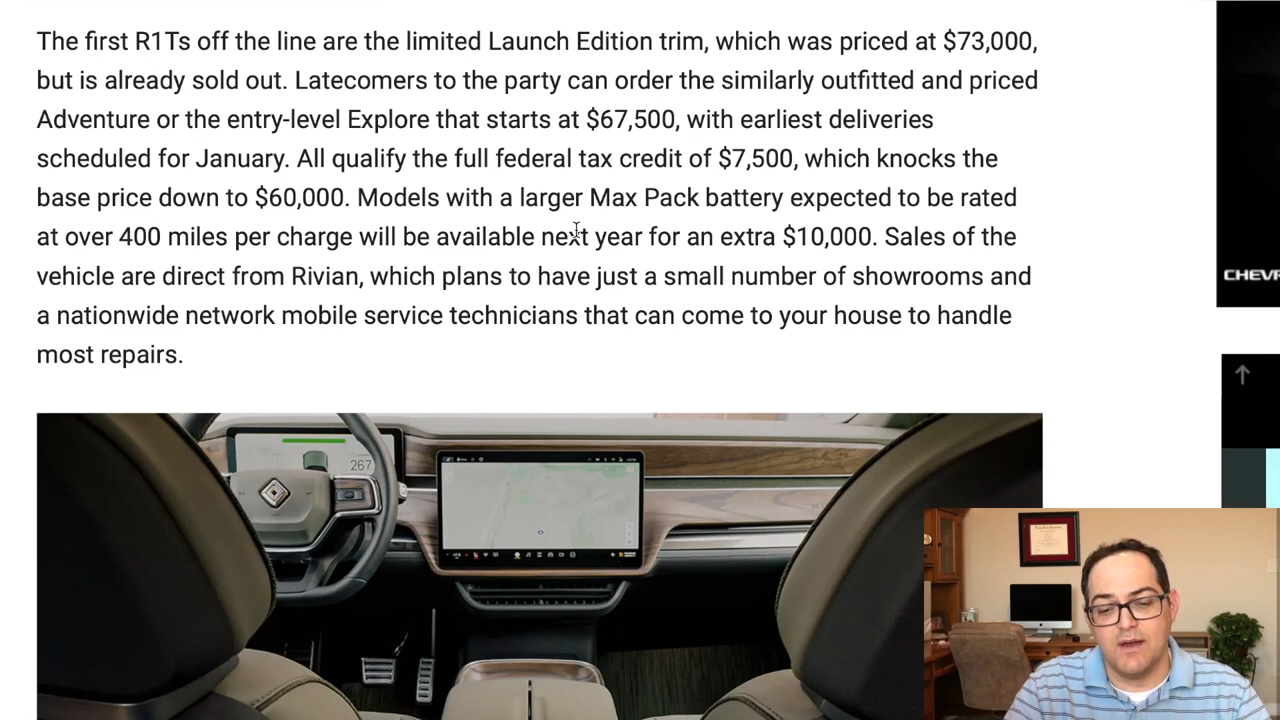 The first R1Ts off the line are the limited Launch Edition trim, which was priced at $73,000,
but is already sold out. Latecomers to the party can order the similarly outfitted and priced
Adventure or the entry-level Explore that starts at $67,500, with earliest deliveries
scheduled for January. All qualify the full federal tax credit of $7,500, which knocks the
base price down to $60,000. Models with a larger Max Pack battery expected to be rated
at over 400 miles per charge will be available next year for an extra $10,000. Sales of the
vehicle are direct from Rivian, which plans to have just a small number of showrooms and
a nationwide network mobile service technicians that can come to your house to handle
most repairs.
CHEVR
267